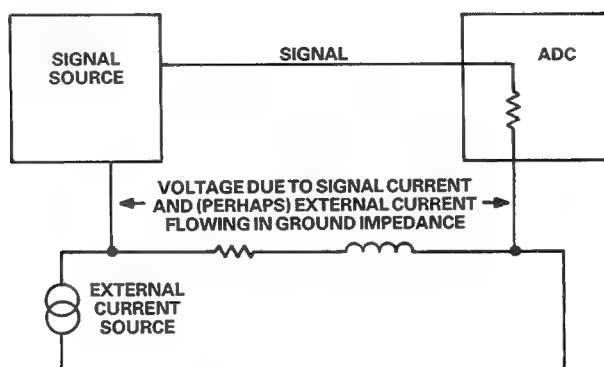 SIGNAL
SOURCE
SIGNAL
ADC
VOLTAGE DUE TO SIGNAL CURRENT
AND (PERHAPS) EXTERNAL CURRENT
FLOWING IN GROUND IMPEDANCE
EXTERNAL
CURRENT
SOURCE